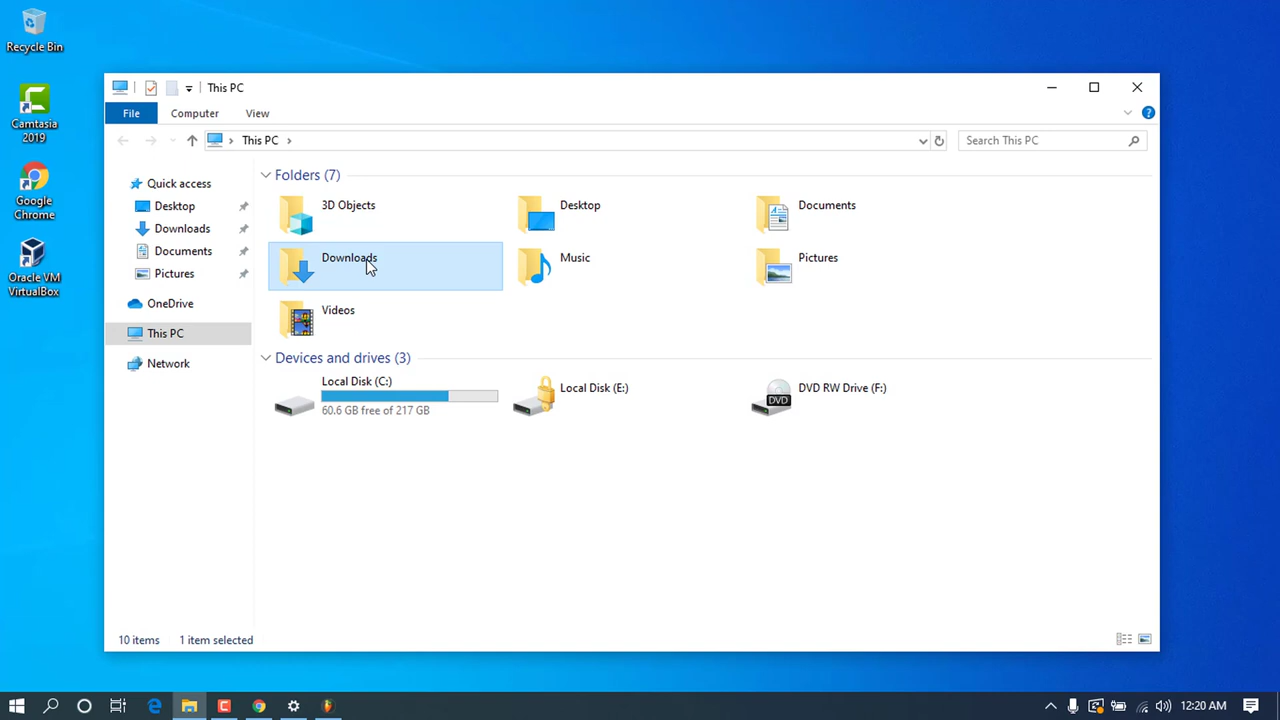 Recycle Bin
Camtasia
2019
Google
Chrome
Oracle VM
VirtualBox
This PC
File
Computer
View
?
This PC
Search This PC
Quick access
Desktop
Downloads
Documents
Pictures
OneDrive
This PC
Network
Folders (7)
3D Objects
Desktop
Documents
Downloads
Music
Pictures
Videos
Devices and drives (3)
Local Disk (C:)
60.6 GB free of 217 GB
Local Disk (E:)
DVD
DVD RW Drive (F:)
10 items
1 item selected
12:20 AM